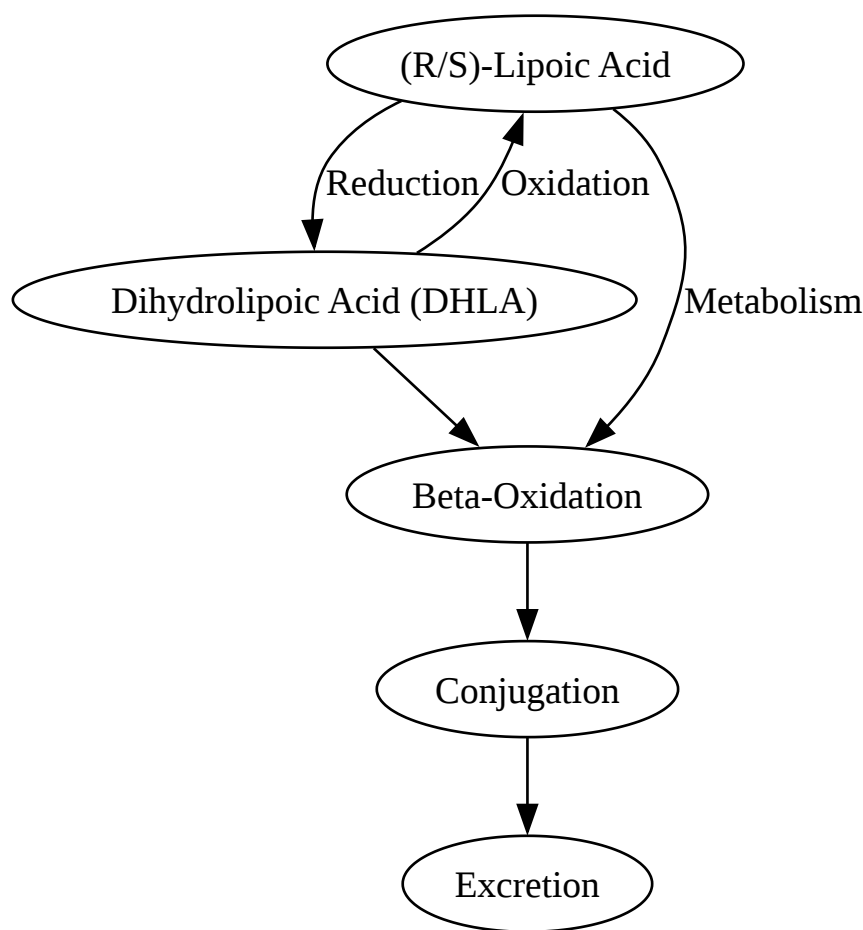 (R/S)-Lipoic Acid
Reduction
Oxidation
Dihydrolipoic Acid (DHLA)
Metabolism
Beta-Oxidation
Conjugation
Excretion